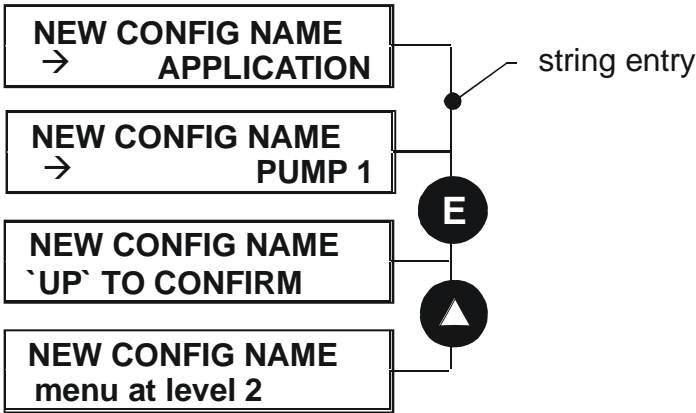 NEW CONFIG NAME
→ APPLICATION
string entry
NEW CONFIG NAME
→ PUMP 1
E
NEW CONFIG NAME
`UP` TO CONFIRM
NEW CONFIG NAME
menu at level 2